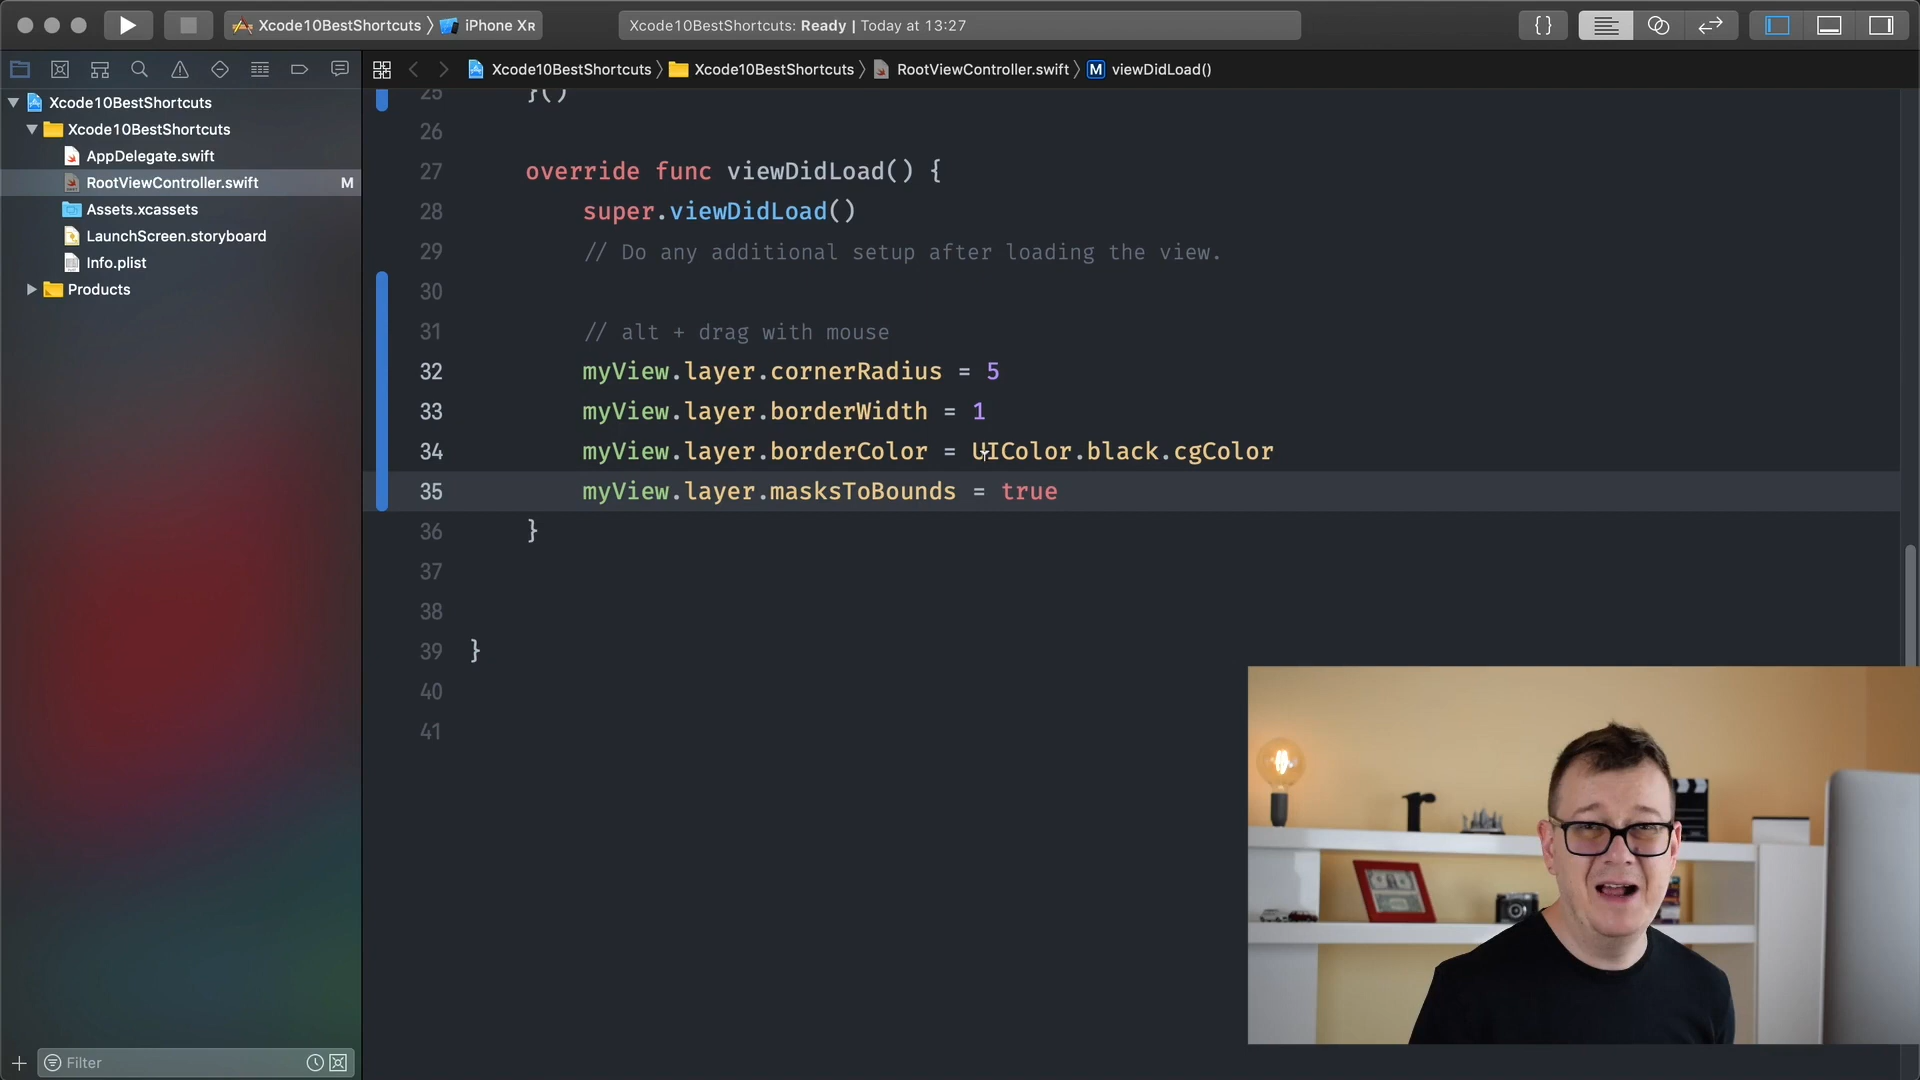 Xcode10BestShortcuts 〉 iPhone XR
Xcode10BestShortcuts: Ready | Today at 13:27
{ }
Xcode10BestShortcuts 〉 Xcode10BestShortcuts 〉 RootViewController.swift 〉 M viewDidLoad()
Xcode10BestShortcuts
Xcode10BestShortcuts
AppDelegate.swift
RootViewController.swift M
Assets.xcassets
LaunchScreen.storyboard
Info.plist
Products
Filter
25 }()
26
27 override func viewDidLoad() {
28 super.viewDidLoad()
29 // Do any additional setup after loading the view.
30
31 // alt + drag with mouse
32 myView.layer.cornerRadius = 5
33 myView.layer.borderWidth = 1
34 myView.layer.borderColor = UIColor.black.cgColor
35 myView.layer.masksToBounds = true
36 }
37
38
39 }
40
41